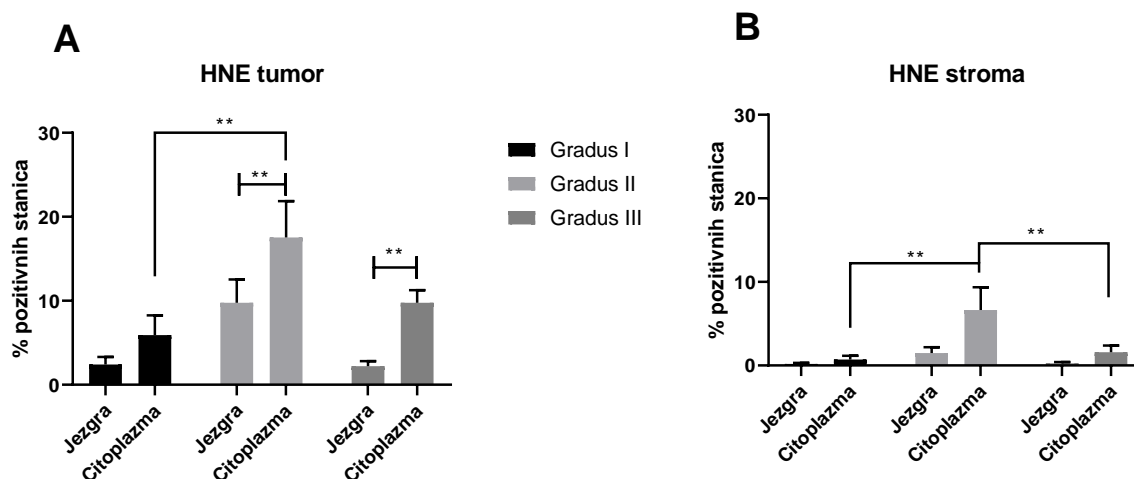 A
HNE tumor
% pozitivnih stanica
30
20
10
0
**
**
**
Jezgra
Citoplazma
Jezgra
Citoplazma
Jezgra
Citoplazma
Gradus I
Gradus II
Gradus III
B
HNE stroma
% pozitivnih stanica
30
20
10
0
**
**
Jezgra
Citoplazma
Jezgra
Citoplazma
Jezgra
Citoplazma